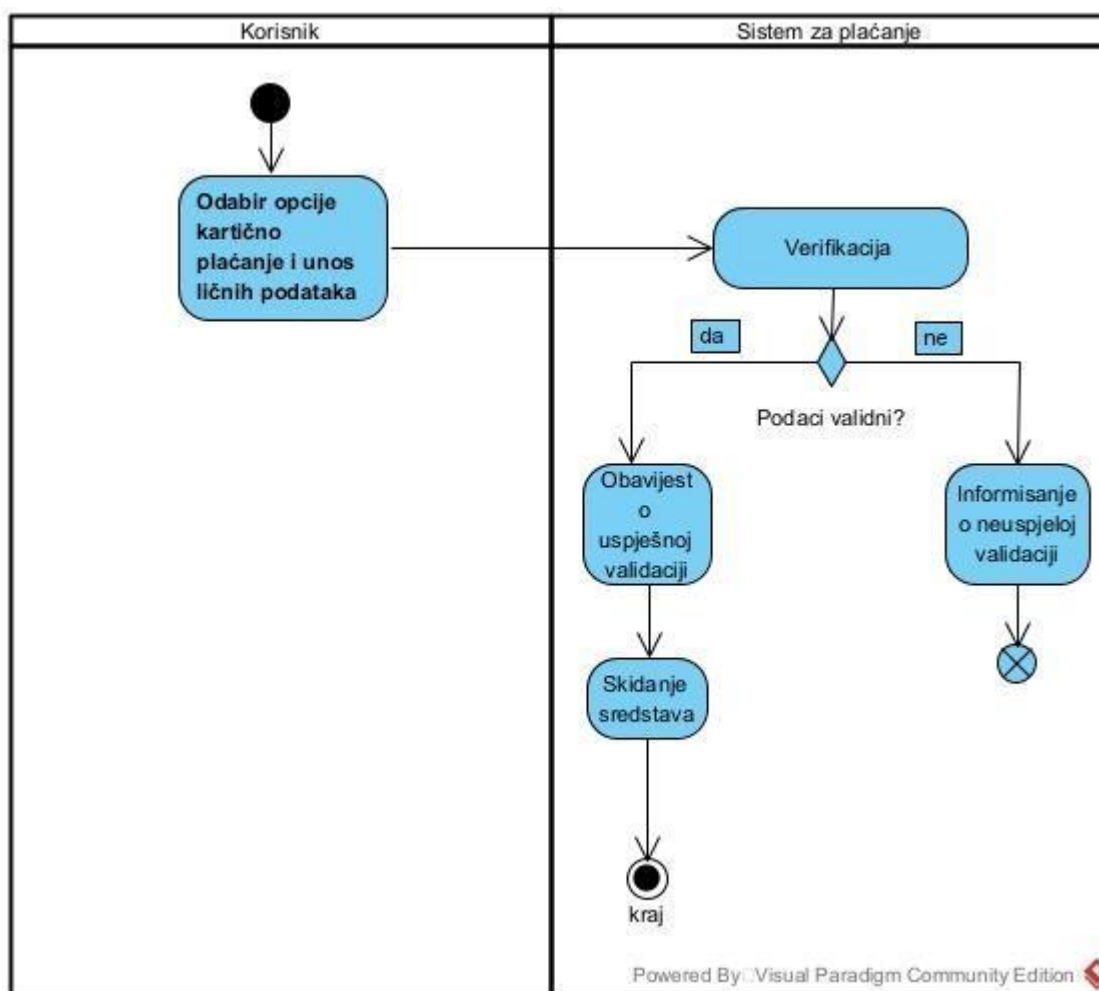 Korisnik
Sistem za plaćanje
Odabir opcije
kartično
plaćanje i unos
ličnih podataka
Verifikacija
da
ne
Podaci validni?
Obavijest
o
uspješnoj
validaciji
Informisanje
o neuspjeloj
validaciji
Skidanje
sredstava
kraj
Powered By Visual Paradigm Community Edition